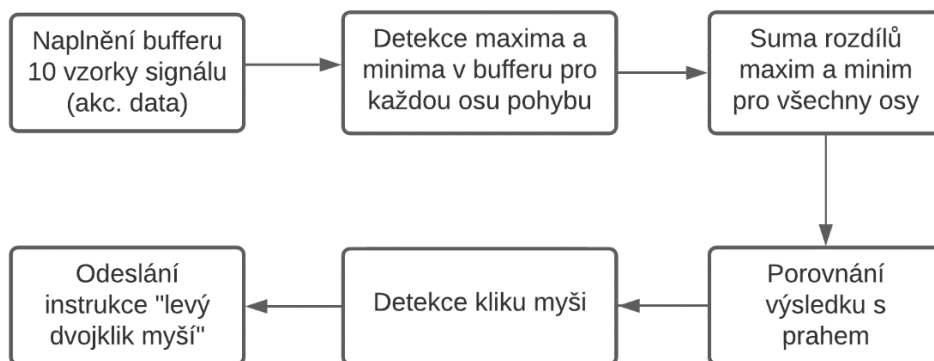 Naplnění bufferu
10 vzorky signálu
(akc. data)
Detekce maxima a
minima v bufferu pro
každou osu pohybu
Suma rozdílů
maxim a minim
pro všechny osy
Porovnání
výsledku s
prahem
Detekce kliku myši
Odeslání
instrukce "levý
dvojklik myší"